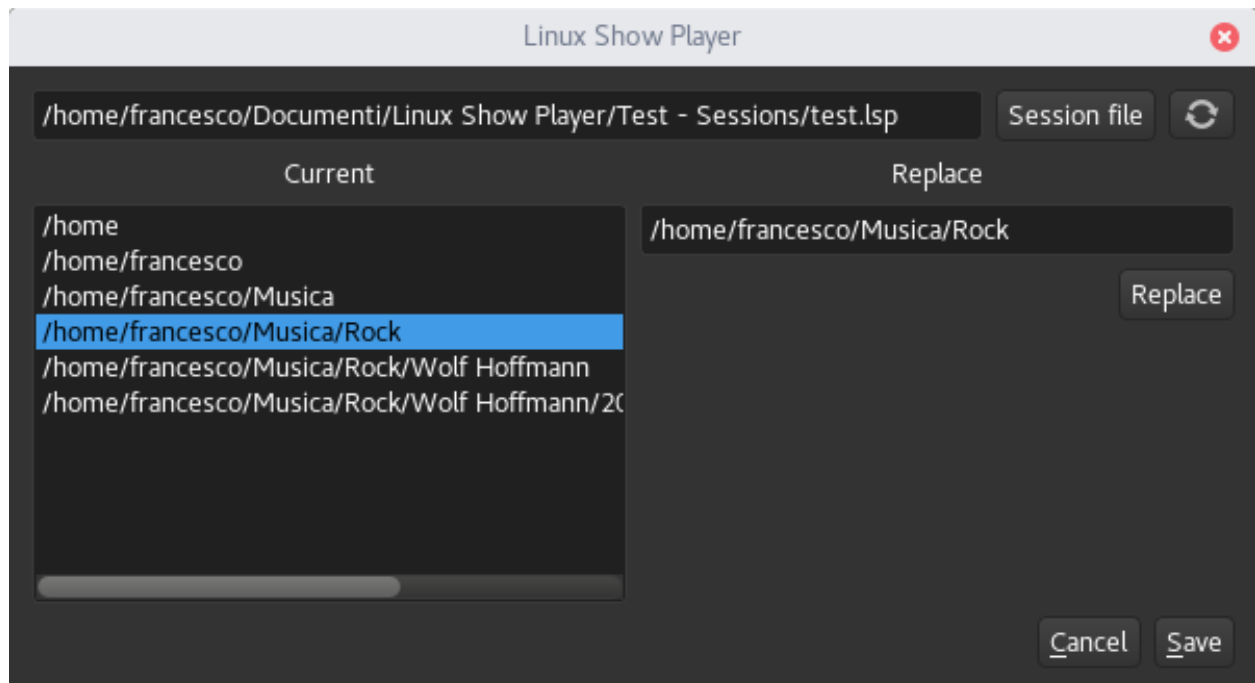 Linux Show Player
/home/francesco/Documenti/Linux Show Player/Test - Sessions/test.lsp
Session file
Current
Replace
/home
/home/francesco
/home/francesco/Musica
/home/francesco/Musica/Rock
/home/francesco/Musica/Rock/Wolf Hoffmann
/home/francesco/Musica/Rock/Wolf Hoffmann/20
/home/francesco/Musica/Rock
Replace
Cancel
Save